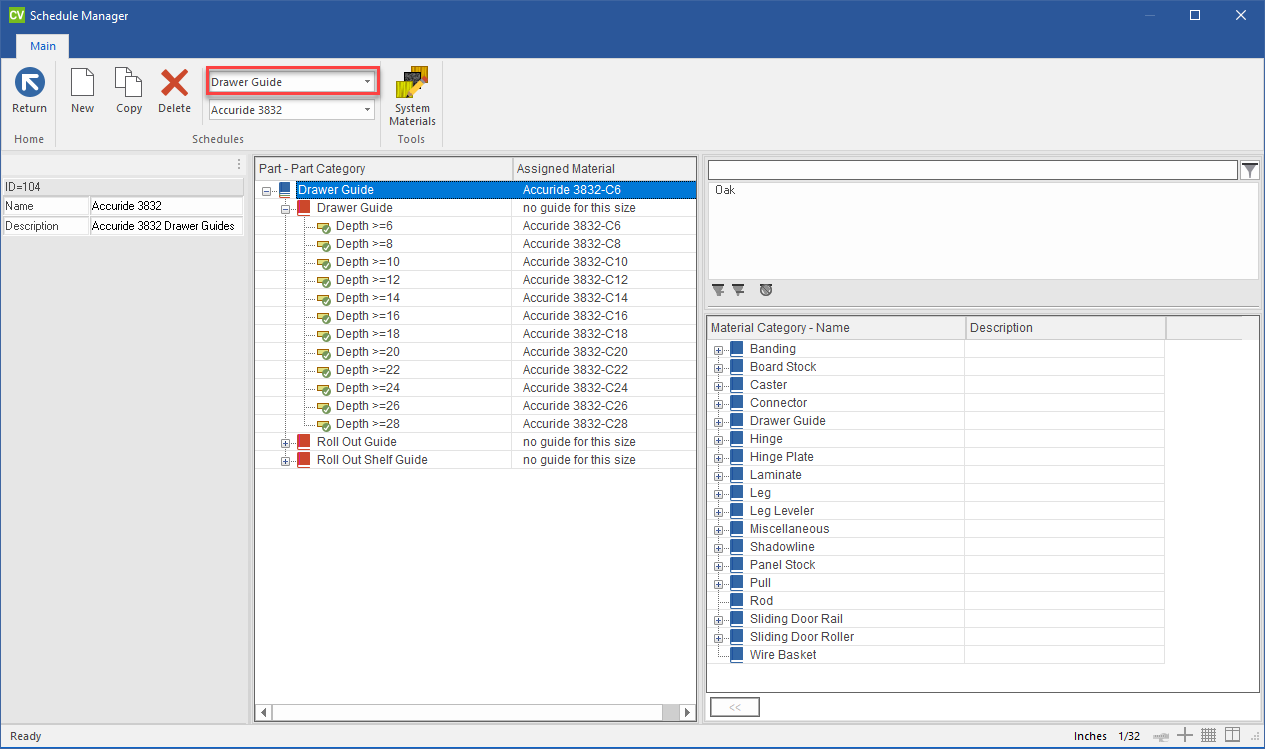 CV Schedule Manager
Main
Return
New
Copy
Delete
Drawer Guide
Accuride 3832
System
Materials
Home
Schedules
Tools
ID=104
Name Accuride 3832
Description Accuride 3832 Drawer Guides
Part - Part Category Assigned Material
Drawer Guide Accuride 3832-C6
Drawer Guide no guide for this size
Depth >=6 Accuride 3832-C6
Depth >=8 Accuride 3832-C8
Depth >=10 Accuride 3832-C10
Depth >=12 Accuride 3832-C12
Depth >=14 Accuride 3832-C14
Depth >=16 Accuride 3832-C16
Depth >=18 Accuride 3832-C18
Depth >=20 Accuride 3832-C20
Depth >=22 Accuride 3832-C22
Depth >=24 Accuride 3832-C24
Depth >=26 Accuride 3832-C26
Depth >=28 Accuride 3832-C28
Roll Out Guide no guide for this size
Roll Out Shelf Guide no guide for this size
Oak
Material Category - Name Description
Banding
Board Stock
Caster
Connector
Drawer Guide
Hinge
Hinge Plate
Laminate
Leg
Leg Leveler
Miscellaneous
Shadowline
Panel Stock
Pull
Rod
Sliding Door Rail
Sliding Door Roller
Wire Basket
<<
Ready
Inches 1/32